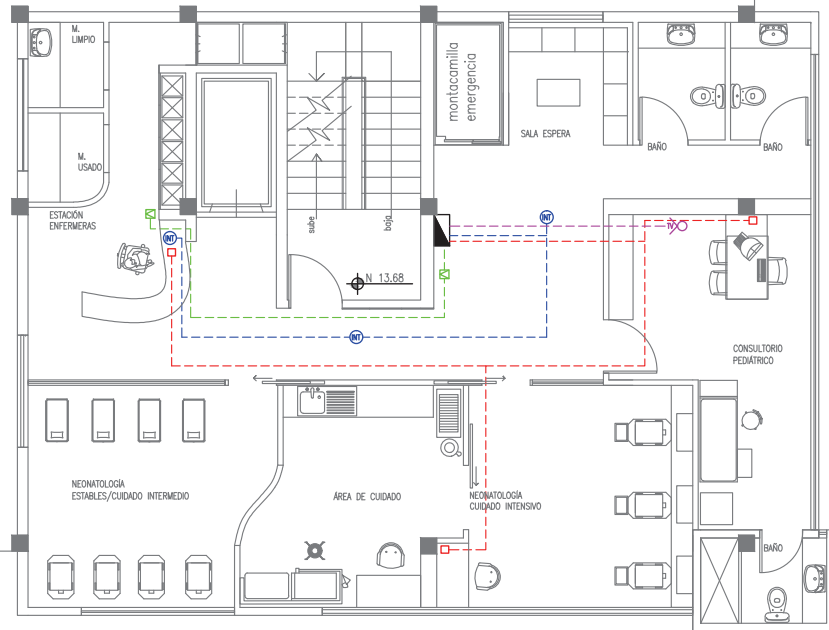 M.
LIMPIO
montacamilla
emergencia
SALA ESPERA
BAÑO
BAÑO
M.
USADO
ESTACIÓN
ENFERMERAS
sube
baja
INT
INT
TV
N 13.68
INT
CONSULTORIO
PEDIÁTRICO
NEONATOLOGÍA
ESTABLES/CUIDADO INTERMEDIO
ÁREA DE CUIDADO
NEONATOLOGÍA
CUIDADO INTENSIVO
BAÑO